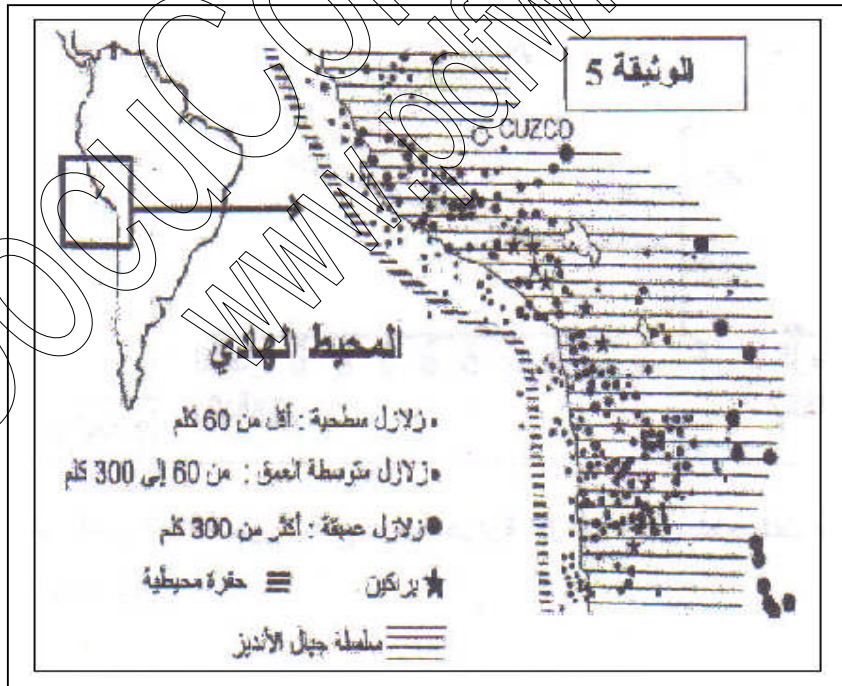 الوثيقة 5
CUZCO
المحيط الهادي
زلازل سطحية : أقل من 60 كلم
زلازل متوسطة العمق : من 60 إلى 300 كلم
زلازل عميقة : أكثر من 300 كلم
براكين
حفرة محيطية
سلسلة جبال الأنديز